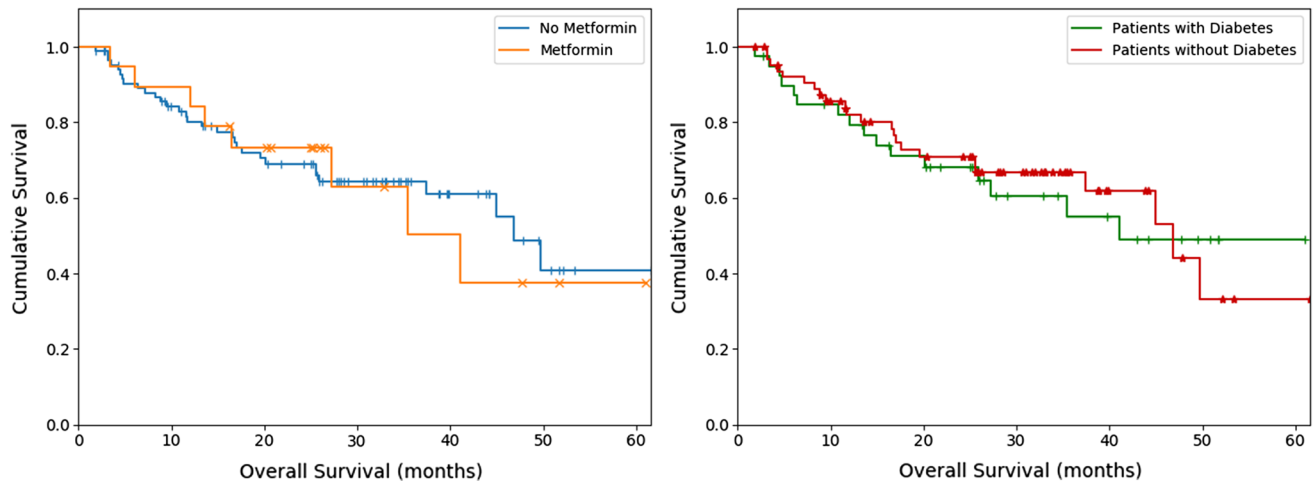 No Metformin
Metformin
Cumulative Survival
1.0
0.8
0.6
0.4
0.2
0.0
0 10 20 30 40 50 60
Overall Survival (months)
Patients with Diabetes
Patients without Diabetes
Cumulative Survival
1.0
0.8
0.6
0.4
0.2
0.0
0 10 20 30 40 50 60
Overall Survival (months)